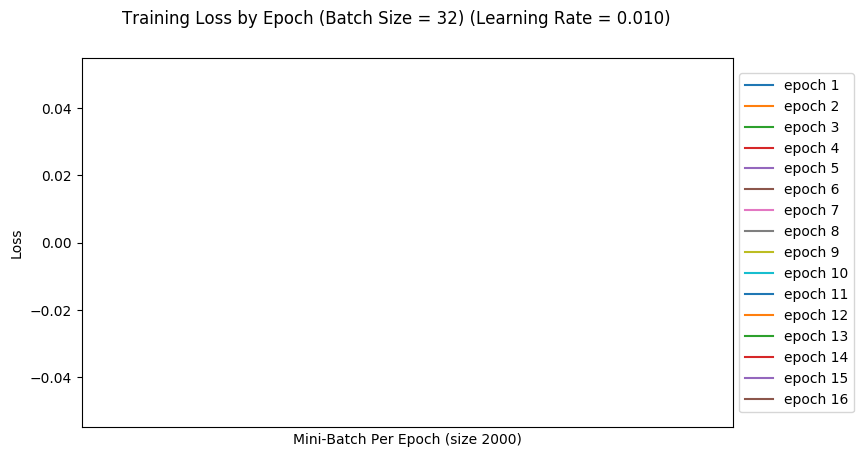 Training Loss by Epoch (Batch Size = 32) (Learning Rate = 0.010)
0.04
0.02
0.00
−0.02
−0.04
Loss
Mini-Batch Per Epoch (size 2000)
epoch 1
epoch 2
epoch 3
epoch 4
epoch 5
epoch 6
epoch 7
epoch 8
epoch 9
epoch 10
epoch 11
epoch 12
epoch 13
epoch 14
epoch 15
epoch 16